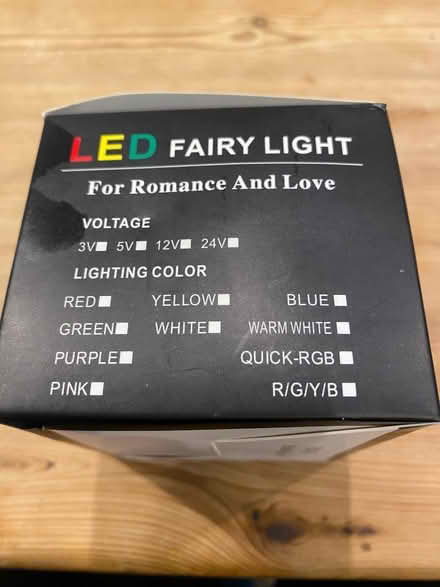 LED FAIRY LIGHT
For Romance And Love
VOLTAGE
3V 5V 12V 24V
LIGHTING COLOR
RED YELLOW BLUE
GREEN WHITE WARM WHITE
PURPLE QUICK-RGB
PINK R/G/Y/B